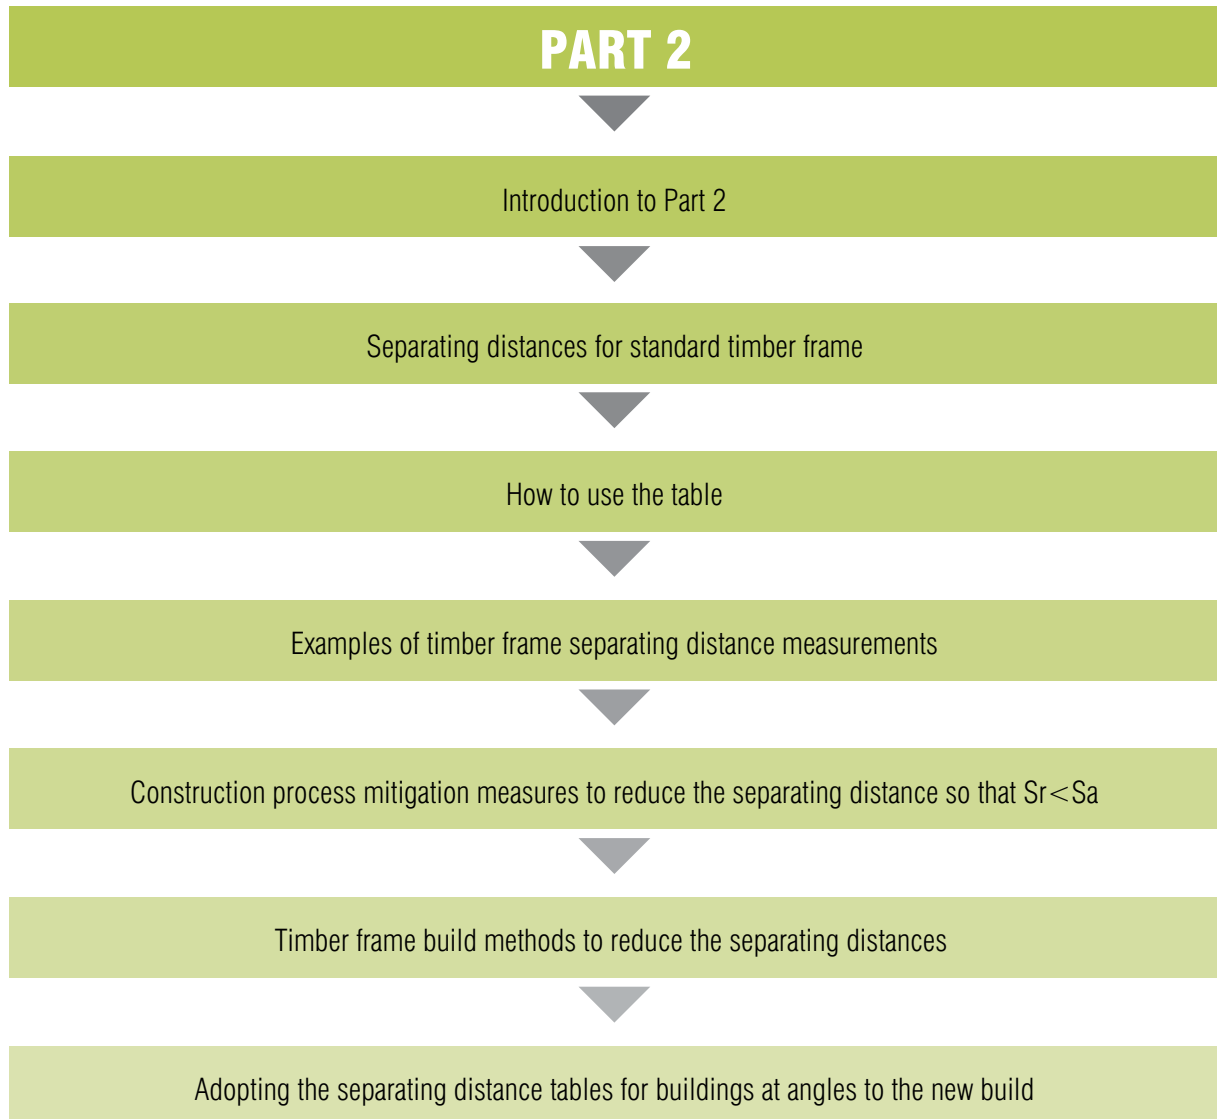 PART 2
Introduction to Part 2
Separating distances for standard timber frame
How to use the table
Examples of timber frame separating distance measurements
Construction process mitigation measures to reduce the separating distance so that Sr<Sa
Timber frame build methods to reduce the separating distances
Adopting the separating distance tables for buildings at angles to the new build